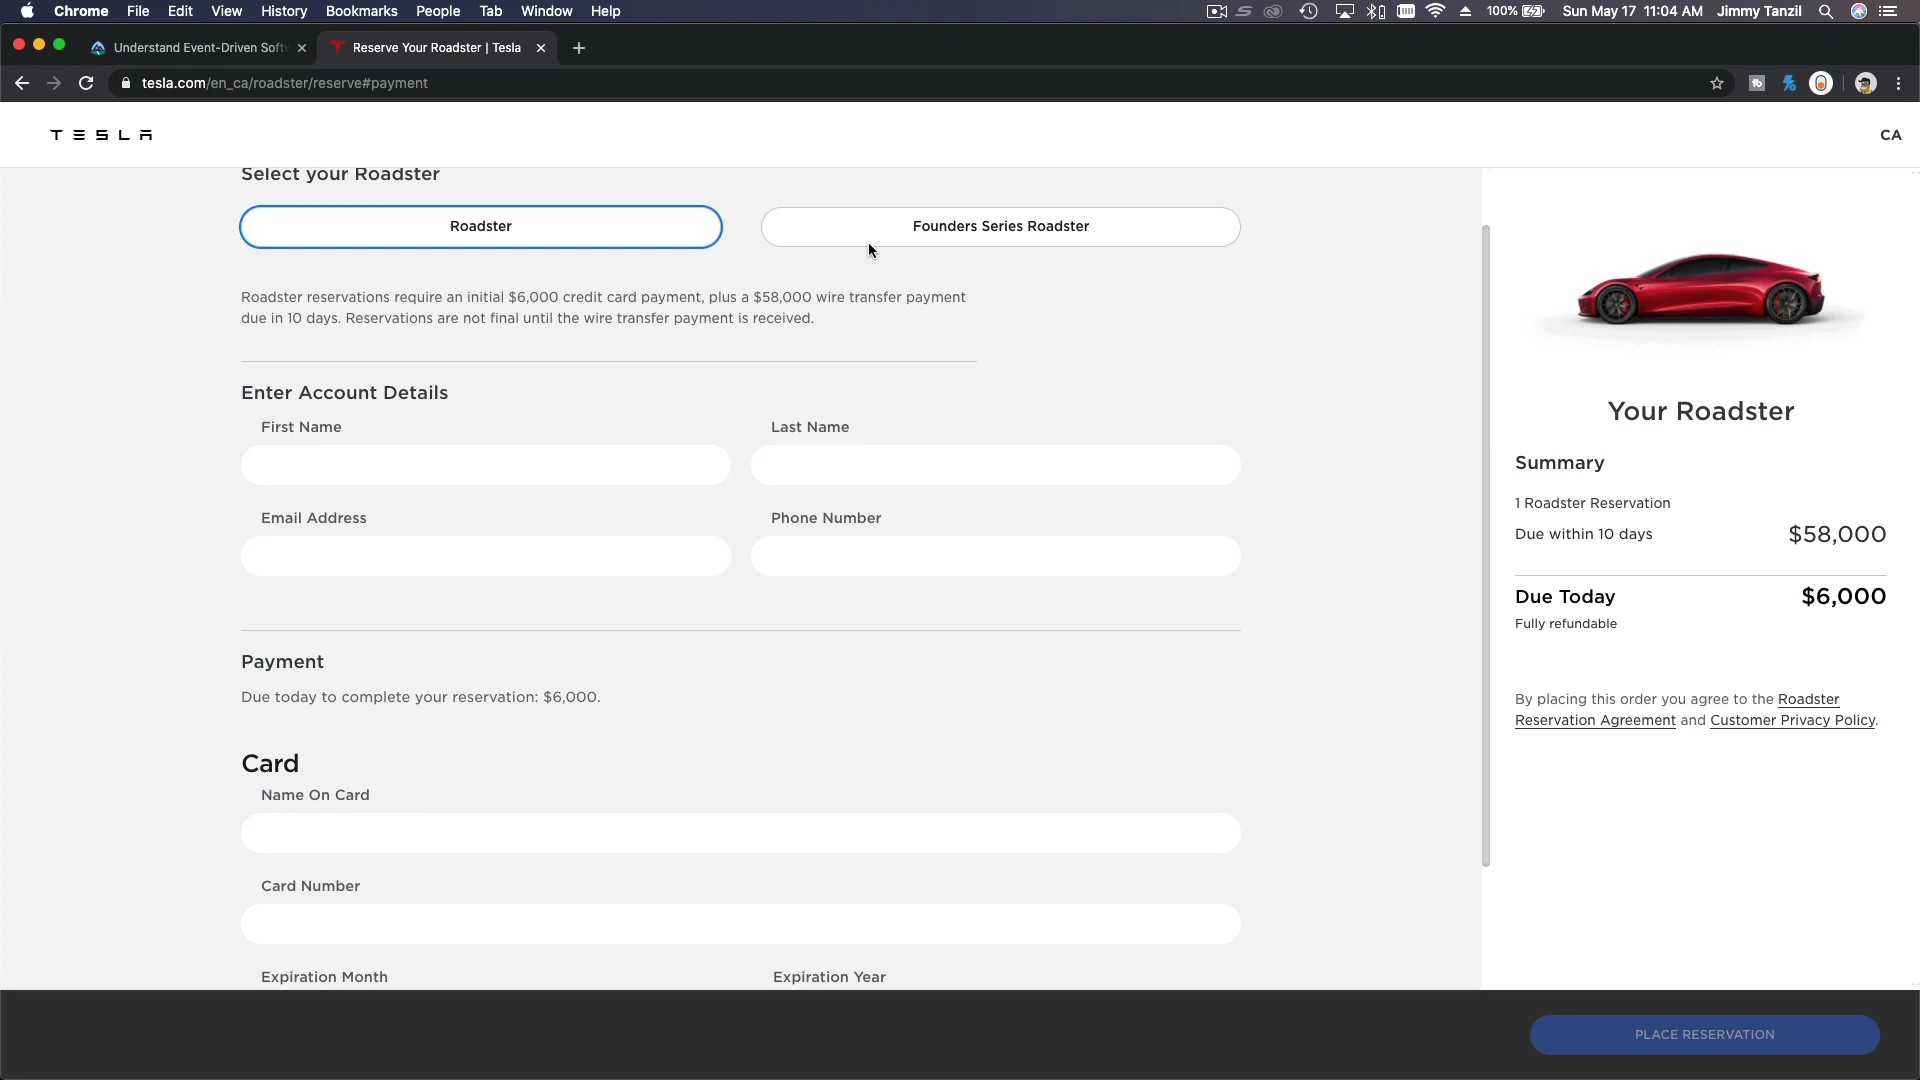 Chrome File Edit View History Bookmarks People Tab Window Help 100% Sun May 17 11:04 AM Jimmy Tanzil
Understand Event-Driven Soft Reserve Your Roadster | Tesla
tesla.com/en_ca/roadster/reserve#payment
TESLA CA
Select your Roadster
Roadster
Founders Series Roadster
Roadster reservations require an initial $6,000 credit card payment, plus a $58,000 wire transfer payment
due in 10 days. Reservations are not final until the wire transfer payment is received.
Enter Account Details
First Name
Last Name
Email Address
Phone Number
Payment
Due today to complete your reservation: $6,000.
Card
Name On Card
Card Number
Expiration Month
Expiration Year
Your Roadster
Summary
1 Roadster Reservation
Due within 10 days $58,000
Due Today $6,000
Fully refundable
By placing this order you agree to the Roadster
Reservation Agreement and Customer Privacy Policy.
PLACE RESERVATION